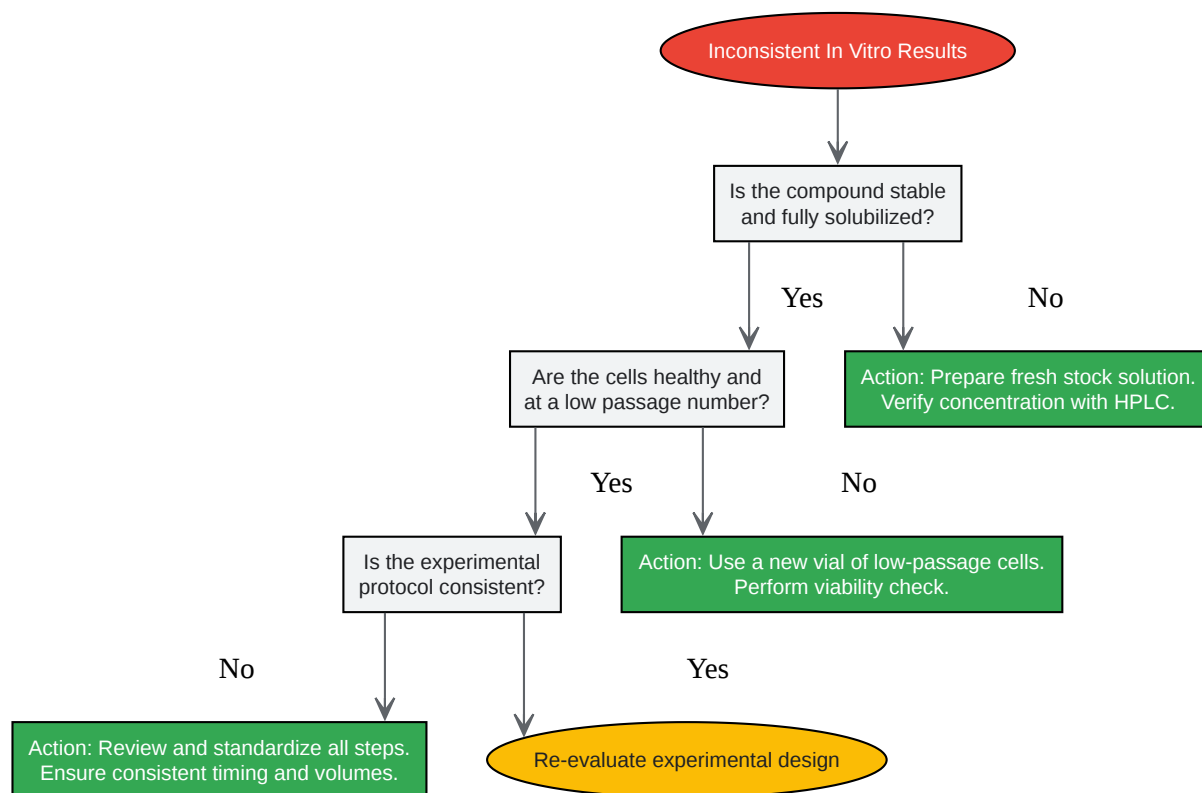 Inconsistent In Vitro Results
Is the compound stable
and fully solubilized?
Yes
No
Are the cells healthy and
at a low passage number?
Action: Prepare fresh stock solution.
Verify concentration with HPLC.
Yes
No
Is the experimental
protocol consistent?
Action: Use a new vial of low-passage cells.
Perform viability check.
No
Yes
Action: Review and standardize all steps.
Ensure consistent timing and volumes.
Re-evaluate experimental design